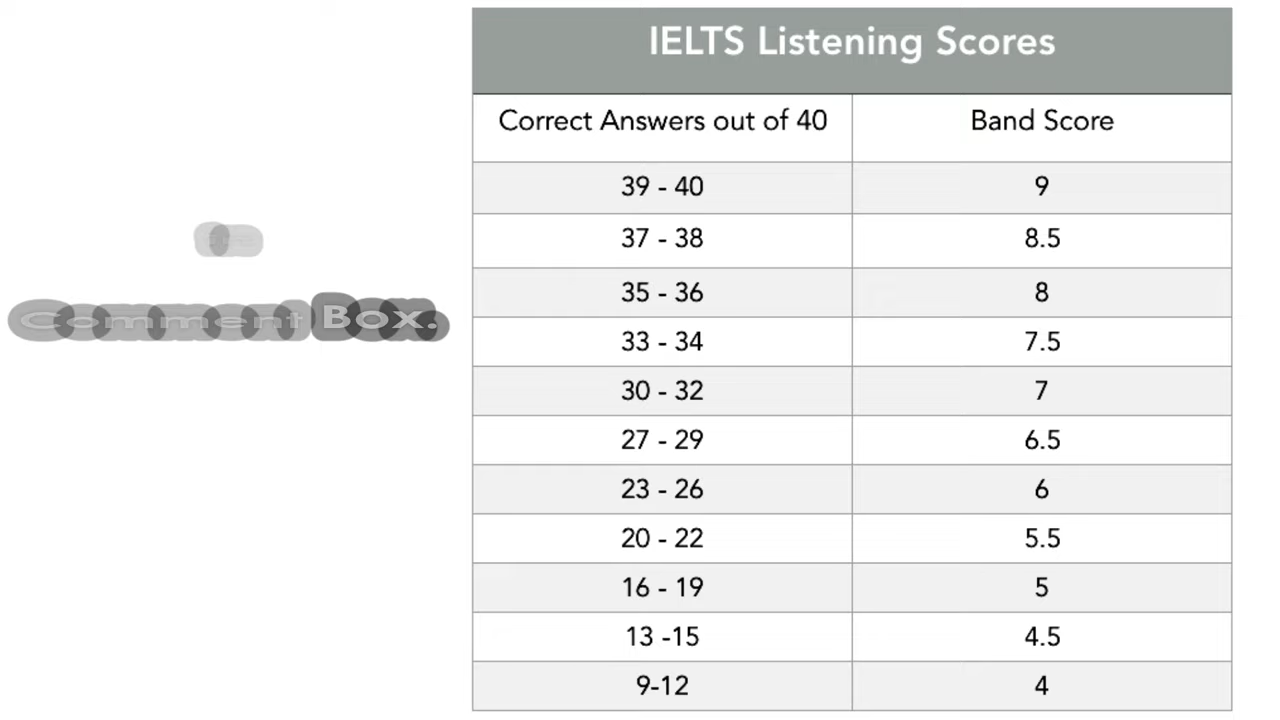 Comment Box.
IELTS Listening Scores
Correct Answers out of 40 Band Score
39 - 40 9
37 - 38 8.5
35 - 36 8
33 - 34 7.5
30 - 32 7
27 - 29 6.5
23 - 26 6
20 - 22 5.5
16 - 19 5
13 -15 4.5
9-12 4